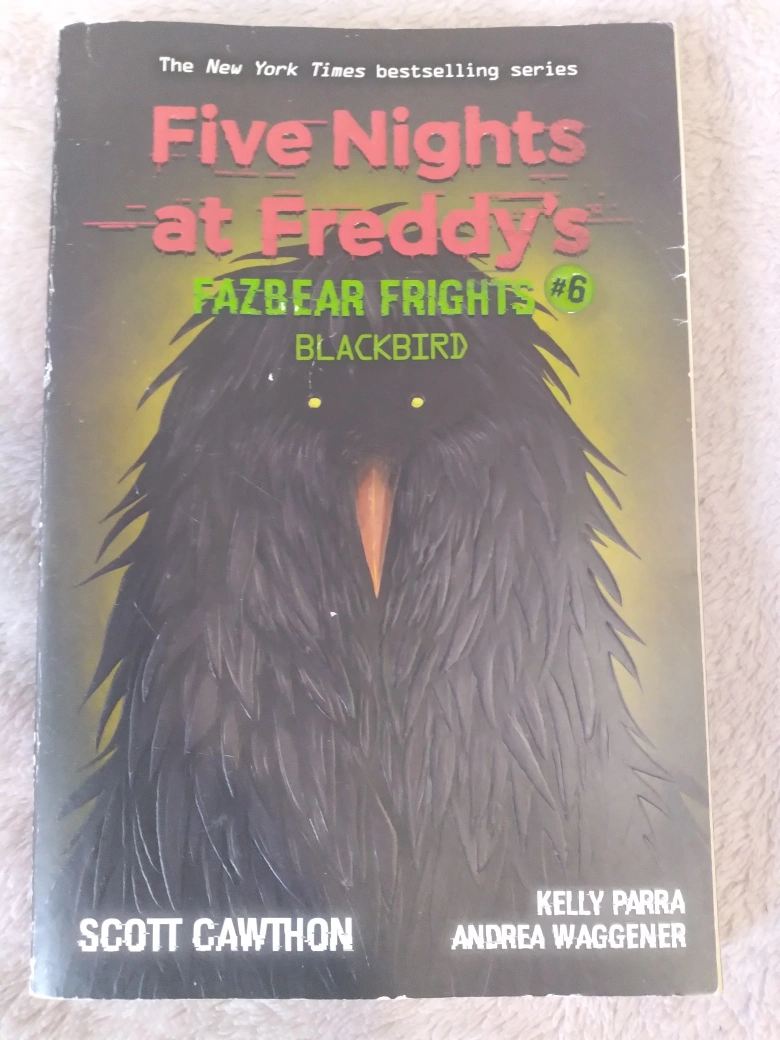 The New York Times bestselling series
Five Nights
at Freddy's
FAZBEAR FRIGHTS #6
BLACKBIRD
SCOTT CAWTHON
KELLY PARRA
ANDREA WAGGENER